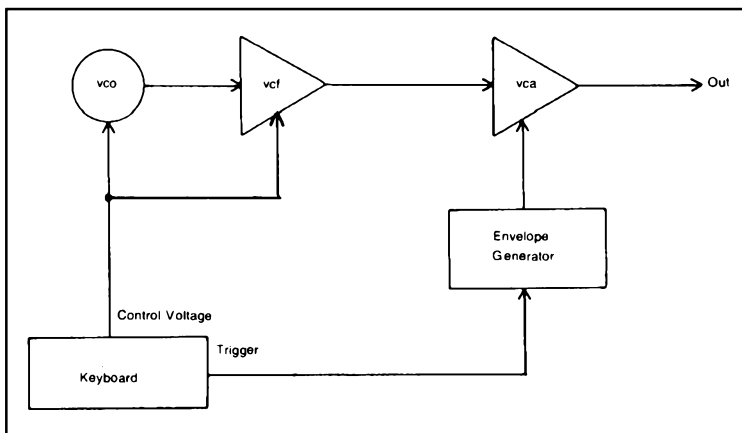 vco
vcf
vca
Out
Envelope
Generator
Control Voltage
Trigger
Keyboard